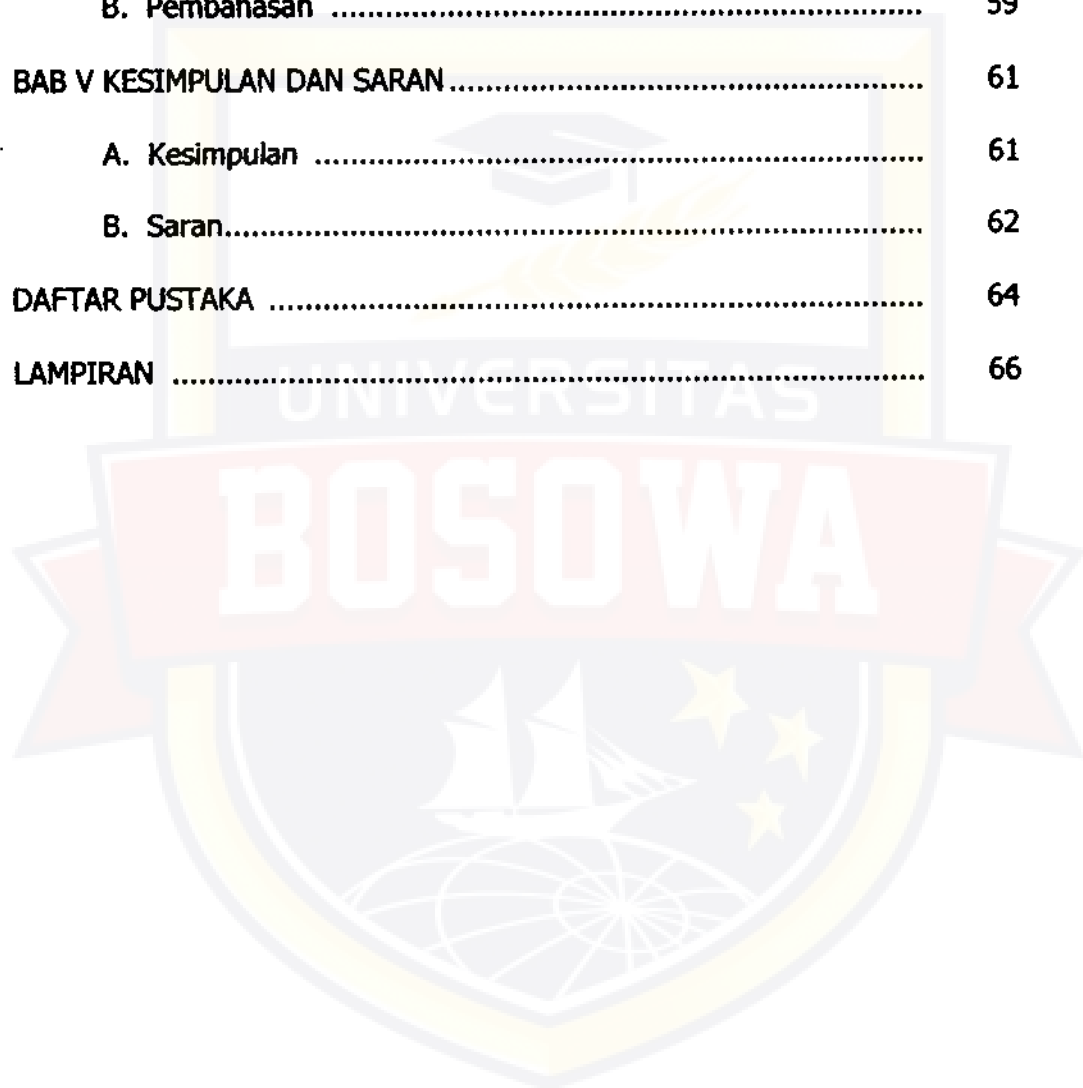 B. Pembahasan ........................................................................ 59
BAB V KESIMPULAN DAN SARAN ........................................................ 61
A. Kesimpulan ........................................................................ 61
B. Saran................................................................................. 62
DAFTAR PUSTAKA ............................................................................. 64
LAMPIRAN ........................................................................................ 66
UNIVERSITAS
BOSOWA